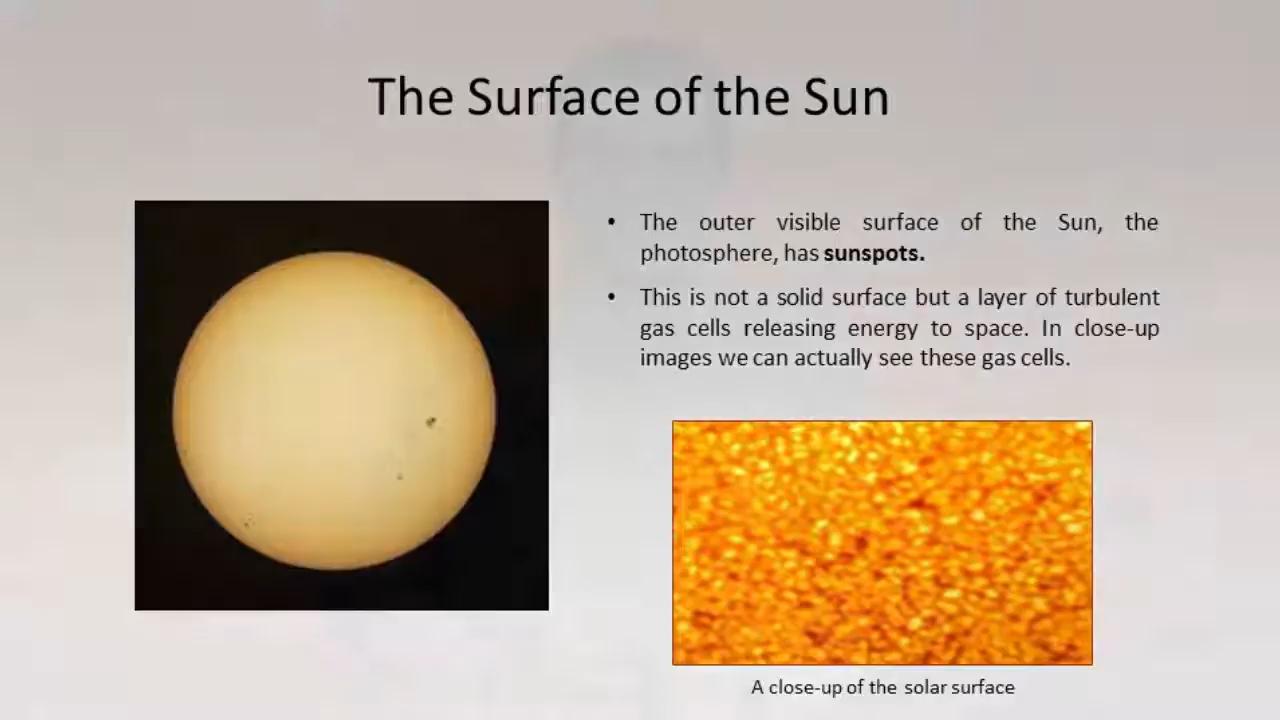 The Surface of the Sun
• The outer visible surface of the Sun, the
photosphere, has sunspots.
• This is not a solid surface but a layer of turbulent
gas cells releasing energy to space. In close-up
images we can actually see these gas cells.
A close-up of the solar surface